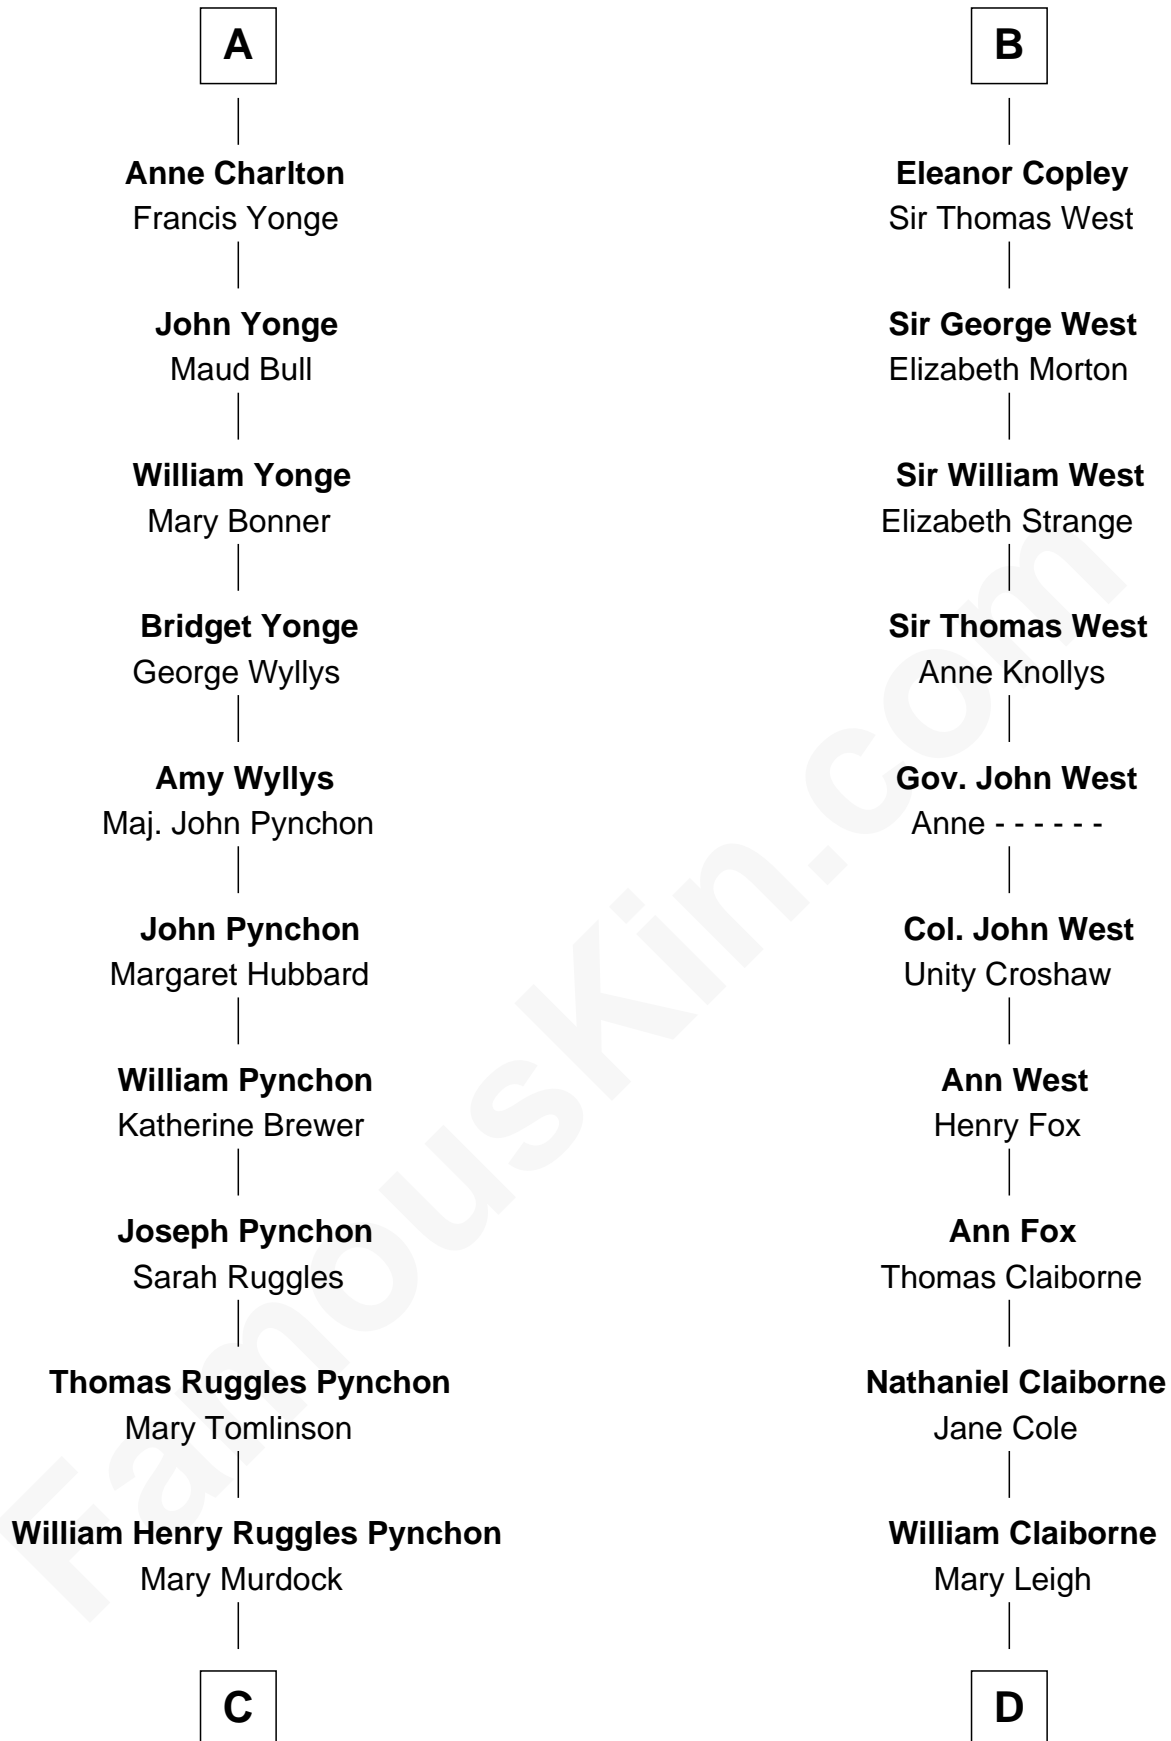 A
Anne Charlton
Francis Yonge
John Yonge
Maud Bull
William Yonge
Mary Bonner
Bridget Yonge
George Wyllys
Amy Wyllys
Maj. John Pynchon
John Pynchon
Margaret Hubbard
William Pynchon
Katherine Brewer
Joseph Pynchon
Sarah Ruggles
Thomas Ruggles Pynchon
Mary Tomlinson
William Henry Ruggles Pynchon
Mary Murdock
C
B
Eleanor Copley
Sir Thomas West
Sir George West
Elizabeth Morton
Sir William West
Elizabeth Strange
Sir Thomas West
Anne Knollys
Gov. John West
Anne - - - - - -
Col. John West
Unity Croshaw
Ann West
Henry Fox
Ann Fox
Thomas Claiborne
Nathaniel Claiborne
Jane Cole
William Claiborne
Mary Leigh
D
FamousKin.com